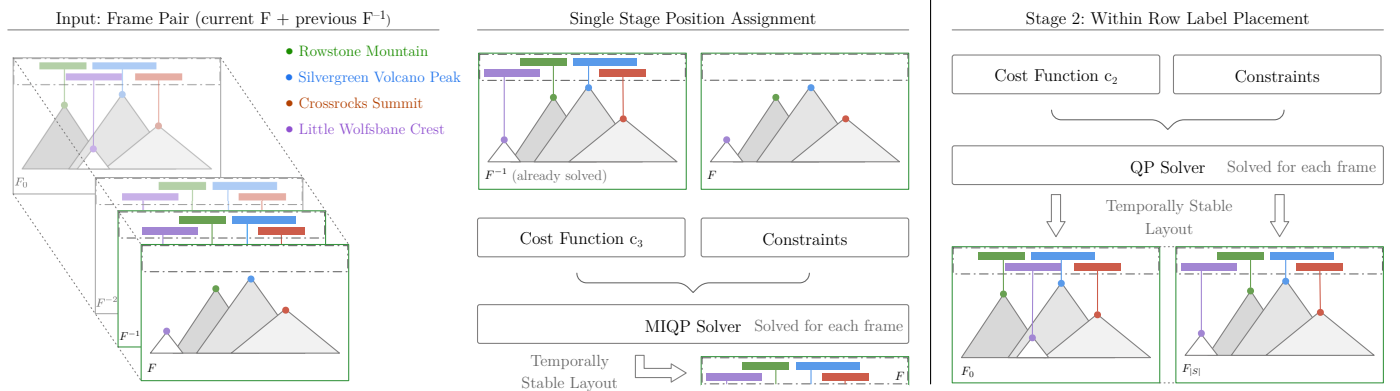 Input: Frame Pair (current F + previous F⁻¹)
Rowstone Mountain
Silvergreen Volcano Peak
Crossrocks Summit
Little Wolfsbane Crest
F₀
F⁻²
F⁻¹
F
Single Stage Position Assignment
F⁻¹ (already solved)
F
Cost Function c₃
Constraints
MIQP Solver Solved for each frame
Temporally
Stable Layout
F
Stage 2: Within Row Label Placement
Cost Function c₂
Constraints
QP Solver Solved for each frame
Temporally Stable
Layout
F₀
F|S|